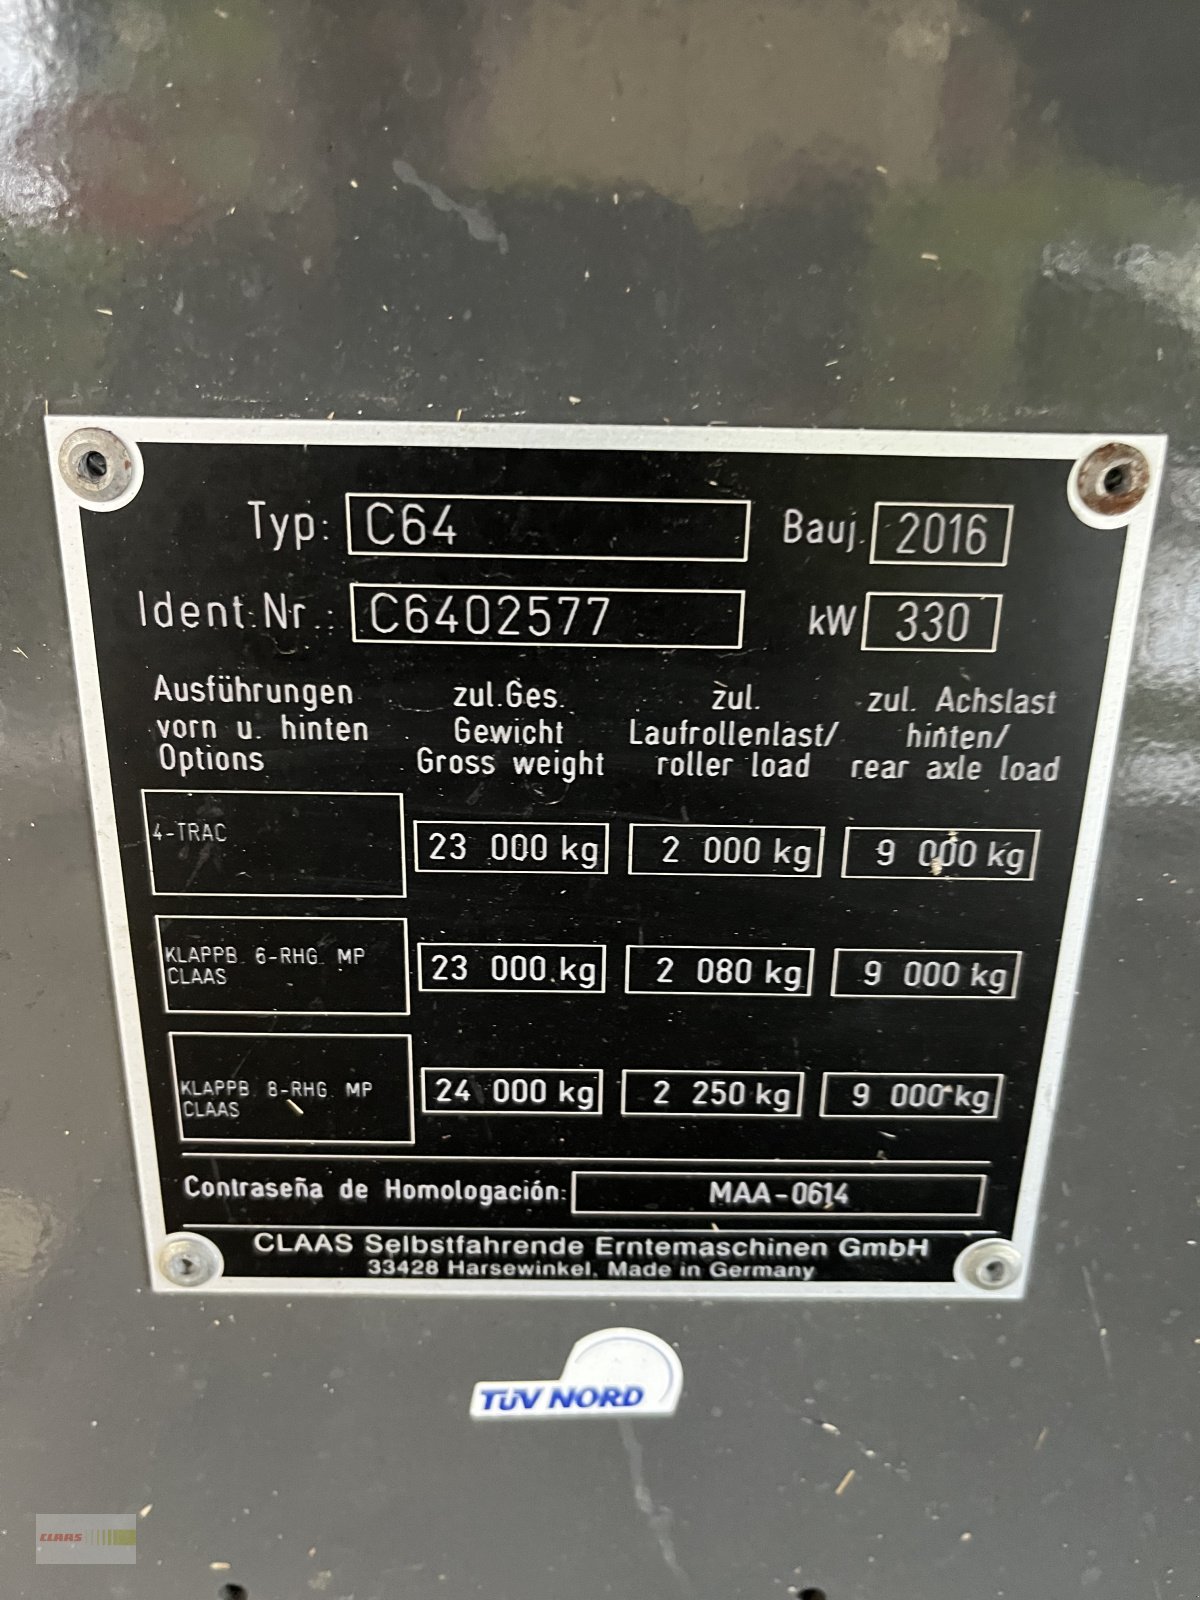 Typ: C64 Bauj. 2016
Ident.Nr.: C6402577 kW 330
Ausführungen zul.Ges. zul. zul. Achslast
vorn u. hinten Gewicht Laufrollenlast/ hinten/
Options Gross weight roller load rear axle load
4-TRAC 23 000 kg 2 000 kg 9 000 kg
KLAPPB. 6-RHG. MP
CLAAS 23 000 kg 2 080 kg 9 000 kg
KLAPPB. 8-RHG. MP
CLAAS 24 000 kg 2 250 kg 9 000 kg
Contraseña de Homologación: MAA-0614
CLAAS Selbstfahrende Erntemaschinen GmbH
33428 Harsewinkel, Made in Germany
TÜV NORD
CLAAS